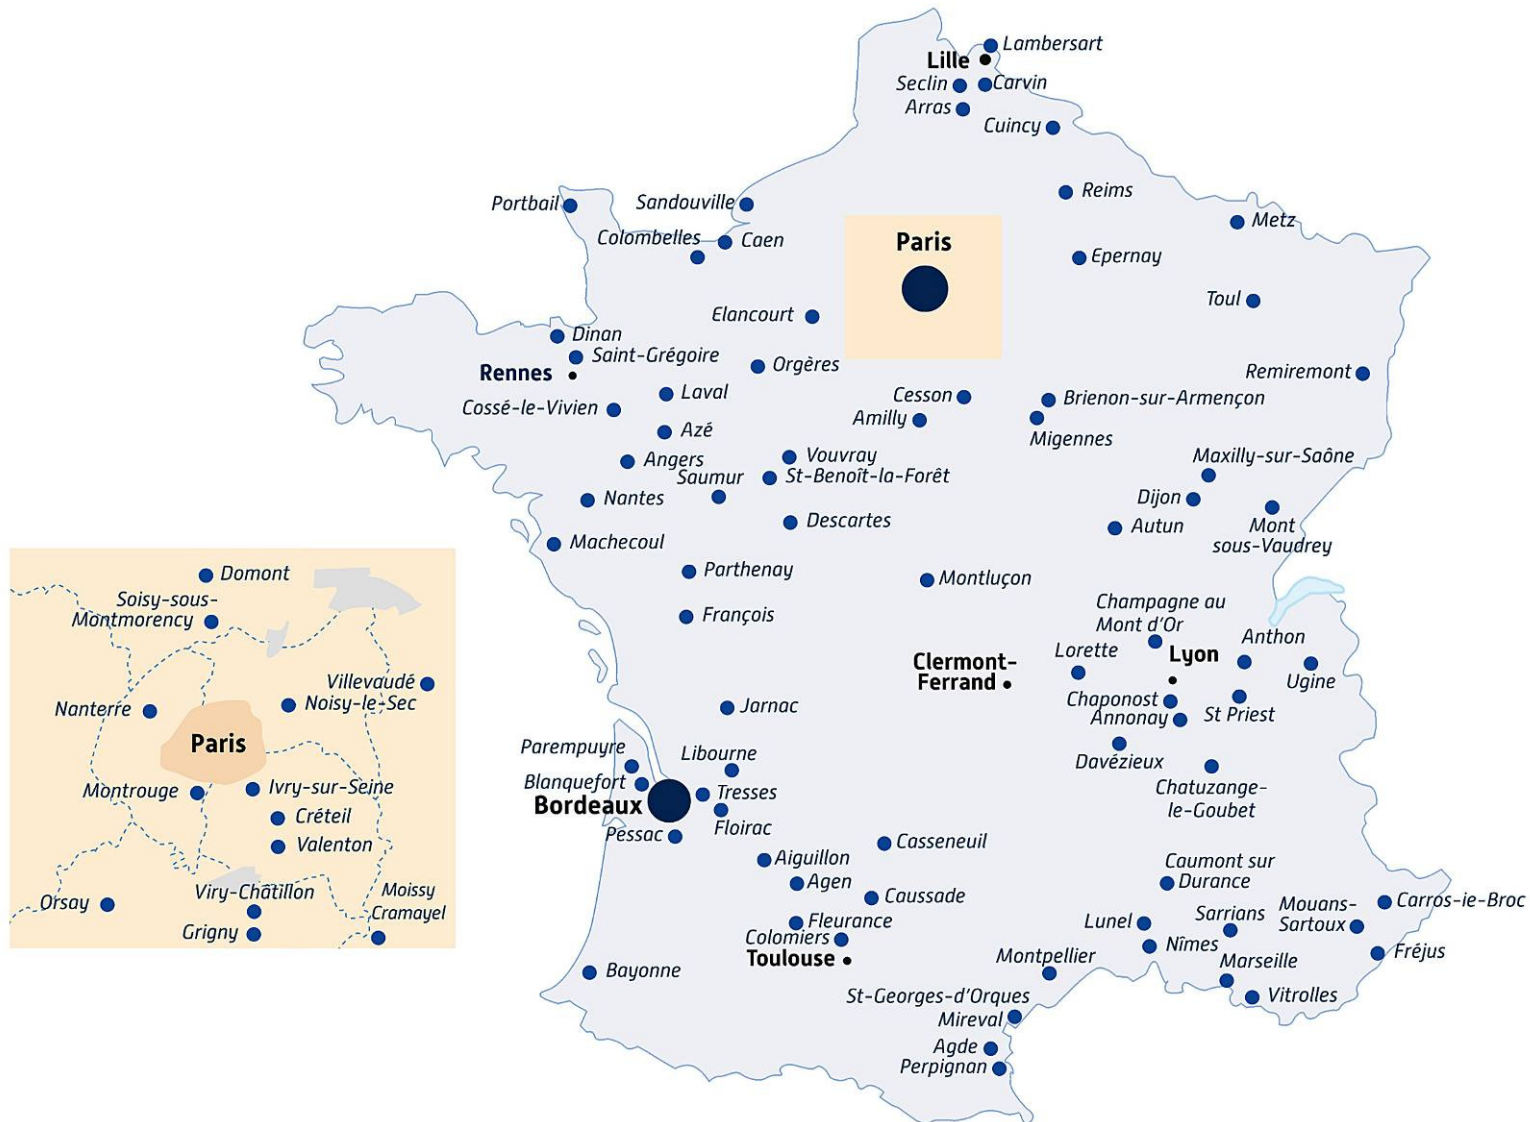 Lambersart
Lille
Seclin
Carvin
Arras
Cuincy
Reims
Portbail
Sandouville
Metz
Colombelles
Caen
Paris
Epernay
Toul
Elancourt
Dinan
Saint-Grégoire
Orgères
Rennes
Remiremont
Laval
Cossé-le-Vivien
Cesson
Brienon-sur-Armençon
Amilly
Azé
Migennes
Angers
Vouvray
Maxilly-sur-Saône
Saumur
St-Benoît-la-Forêt
Nantes
Dijon
Descartes
Autun
Mont
sous-Vaudrey
Machecoul
Parthenay
Montluçon
François
Champagne au
Mont d'Or
Anthon
Lorette
Lyon
Clermont-
Ferrand
Ugine
Chaponost
Annonay
St Priest
Jarnac
Parempuyre
Libourne
Davézieux
Blanquefort
Chatuzange-
le-Goubet
Tresses
Bordeaux
Floirac
Pessac
Casseneuil
Aiguillon
Agen
Caumont sur
Durance
Caussade
Mouans-
Sartoux
Carros-ie-Broc
Fleurance
Lunel
Sarrians
Colomiers
Nîmes
Fréjus
Toulouse
Montpellier
Marseille
Bayonne
St-Georges-d'Orques
Vitrolles
Mireval
Agde
Perpignan
Domont
Soisy-sous-
Montmorency
Villevaudé
Noisy-le-Sec
Nanterre
Paris
Montrouge
Ivry-sur-Seine
Créteil
Valenton
Viry-Châtillon
Moissy
Cramayel
Orsay
Grigny